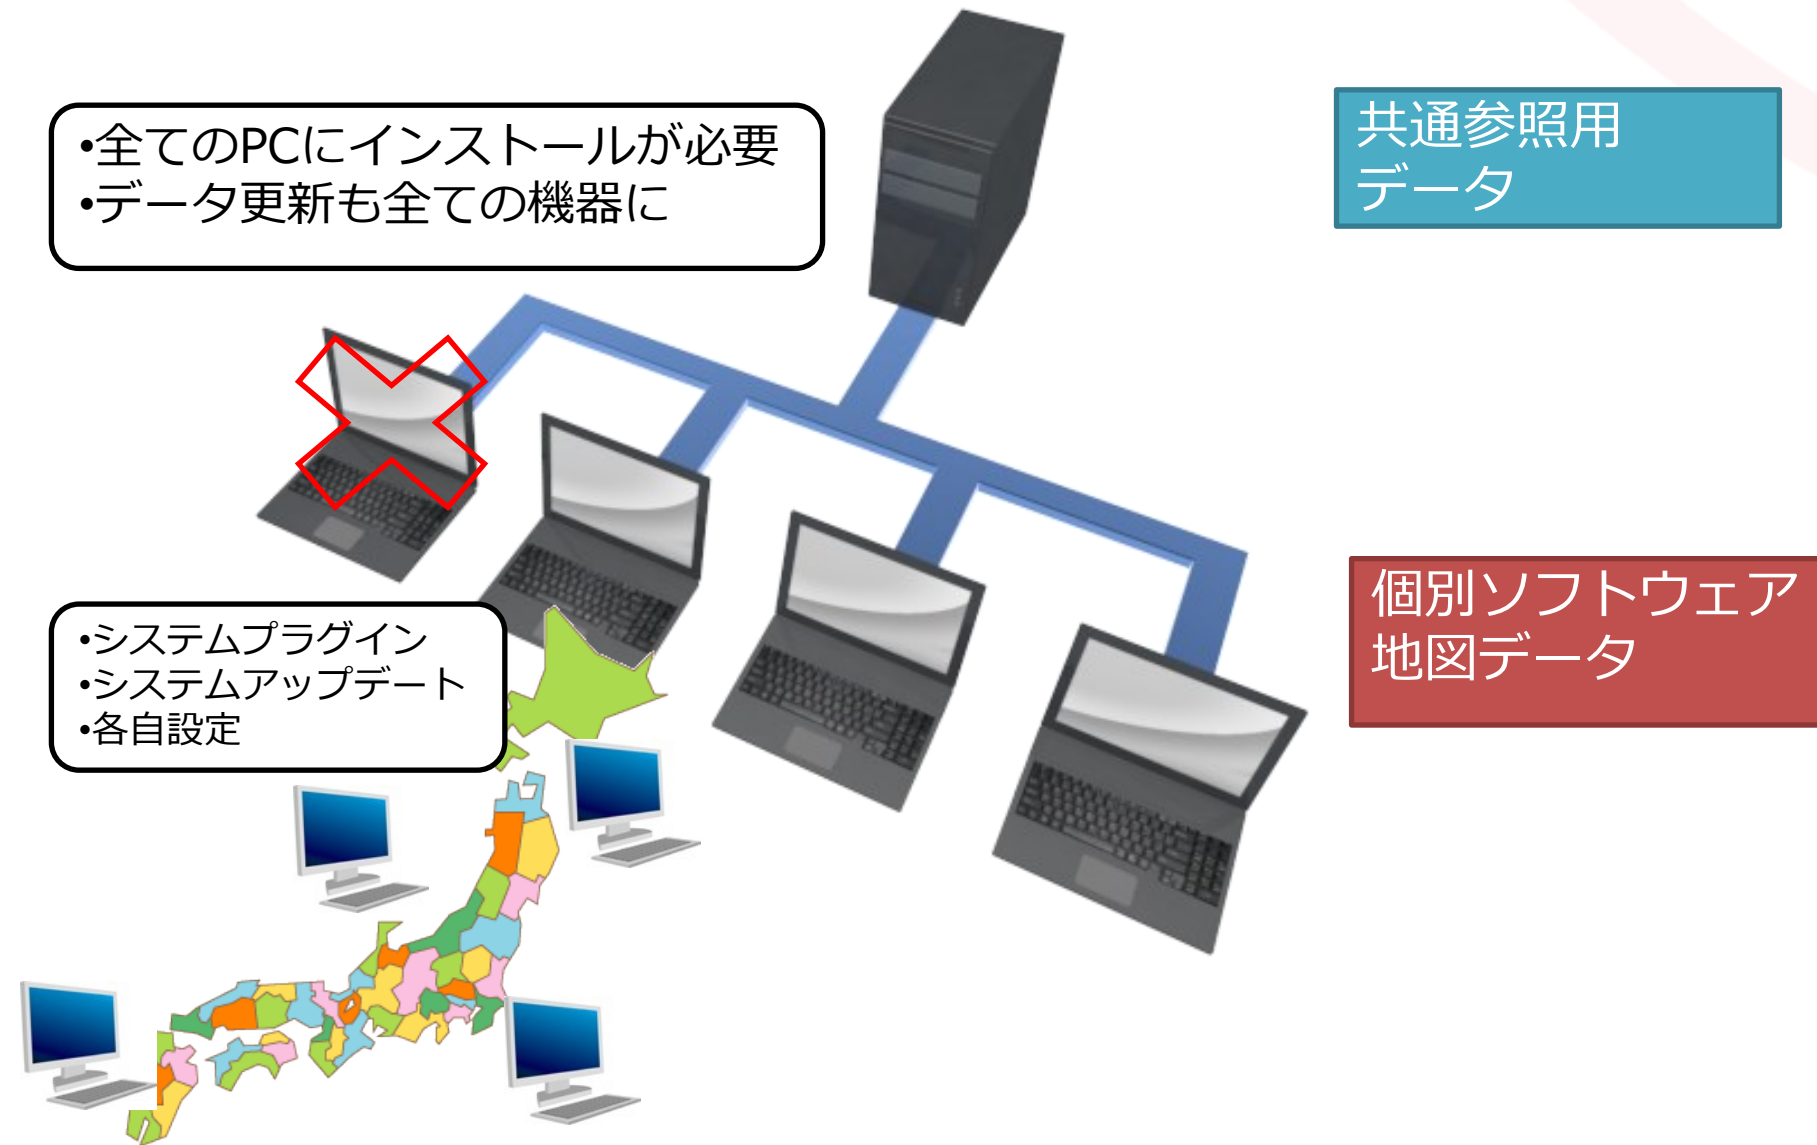 •全てのPCにインストールが必要
•データ更新も全ての機器に
共通参照用
データ
個別ソフトウェア
地図データ
•システムプラグイン
•システムアップデート
•各自設定